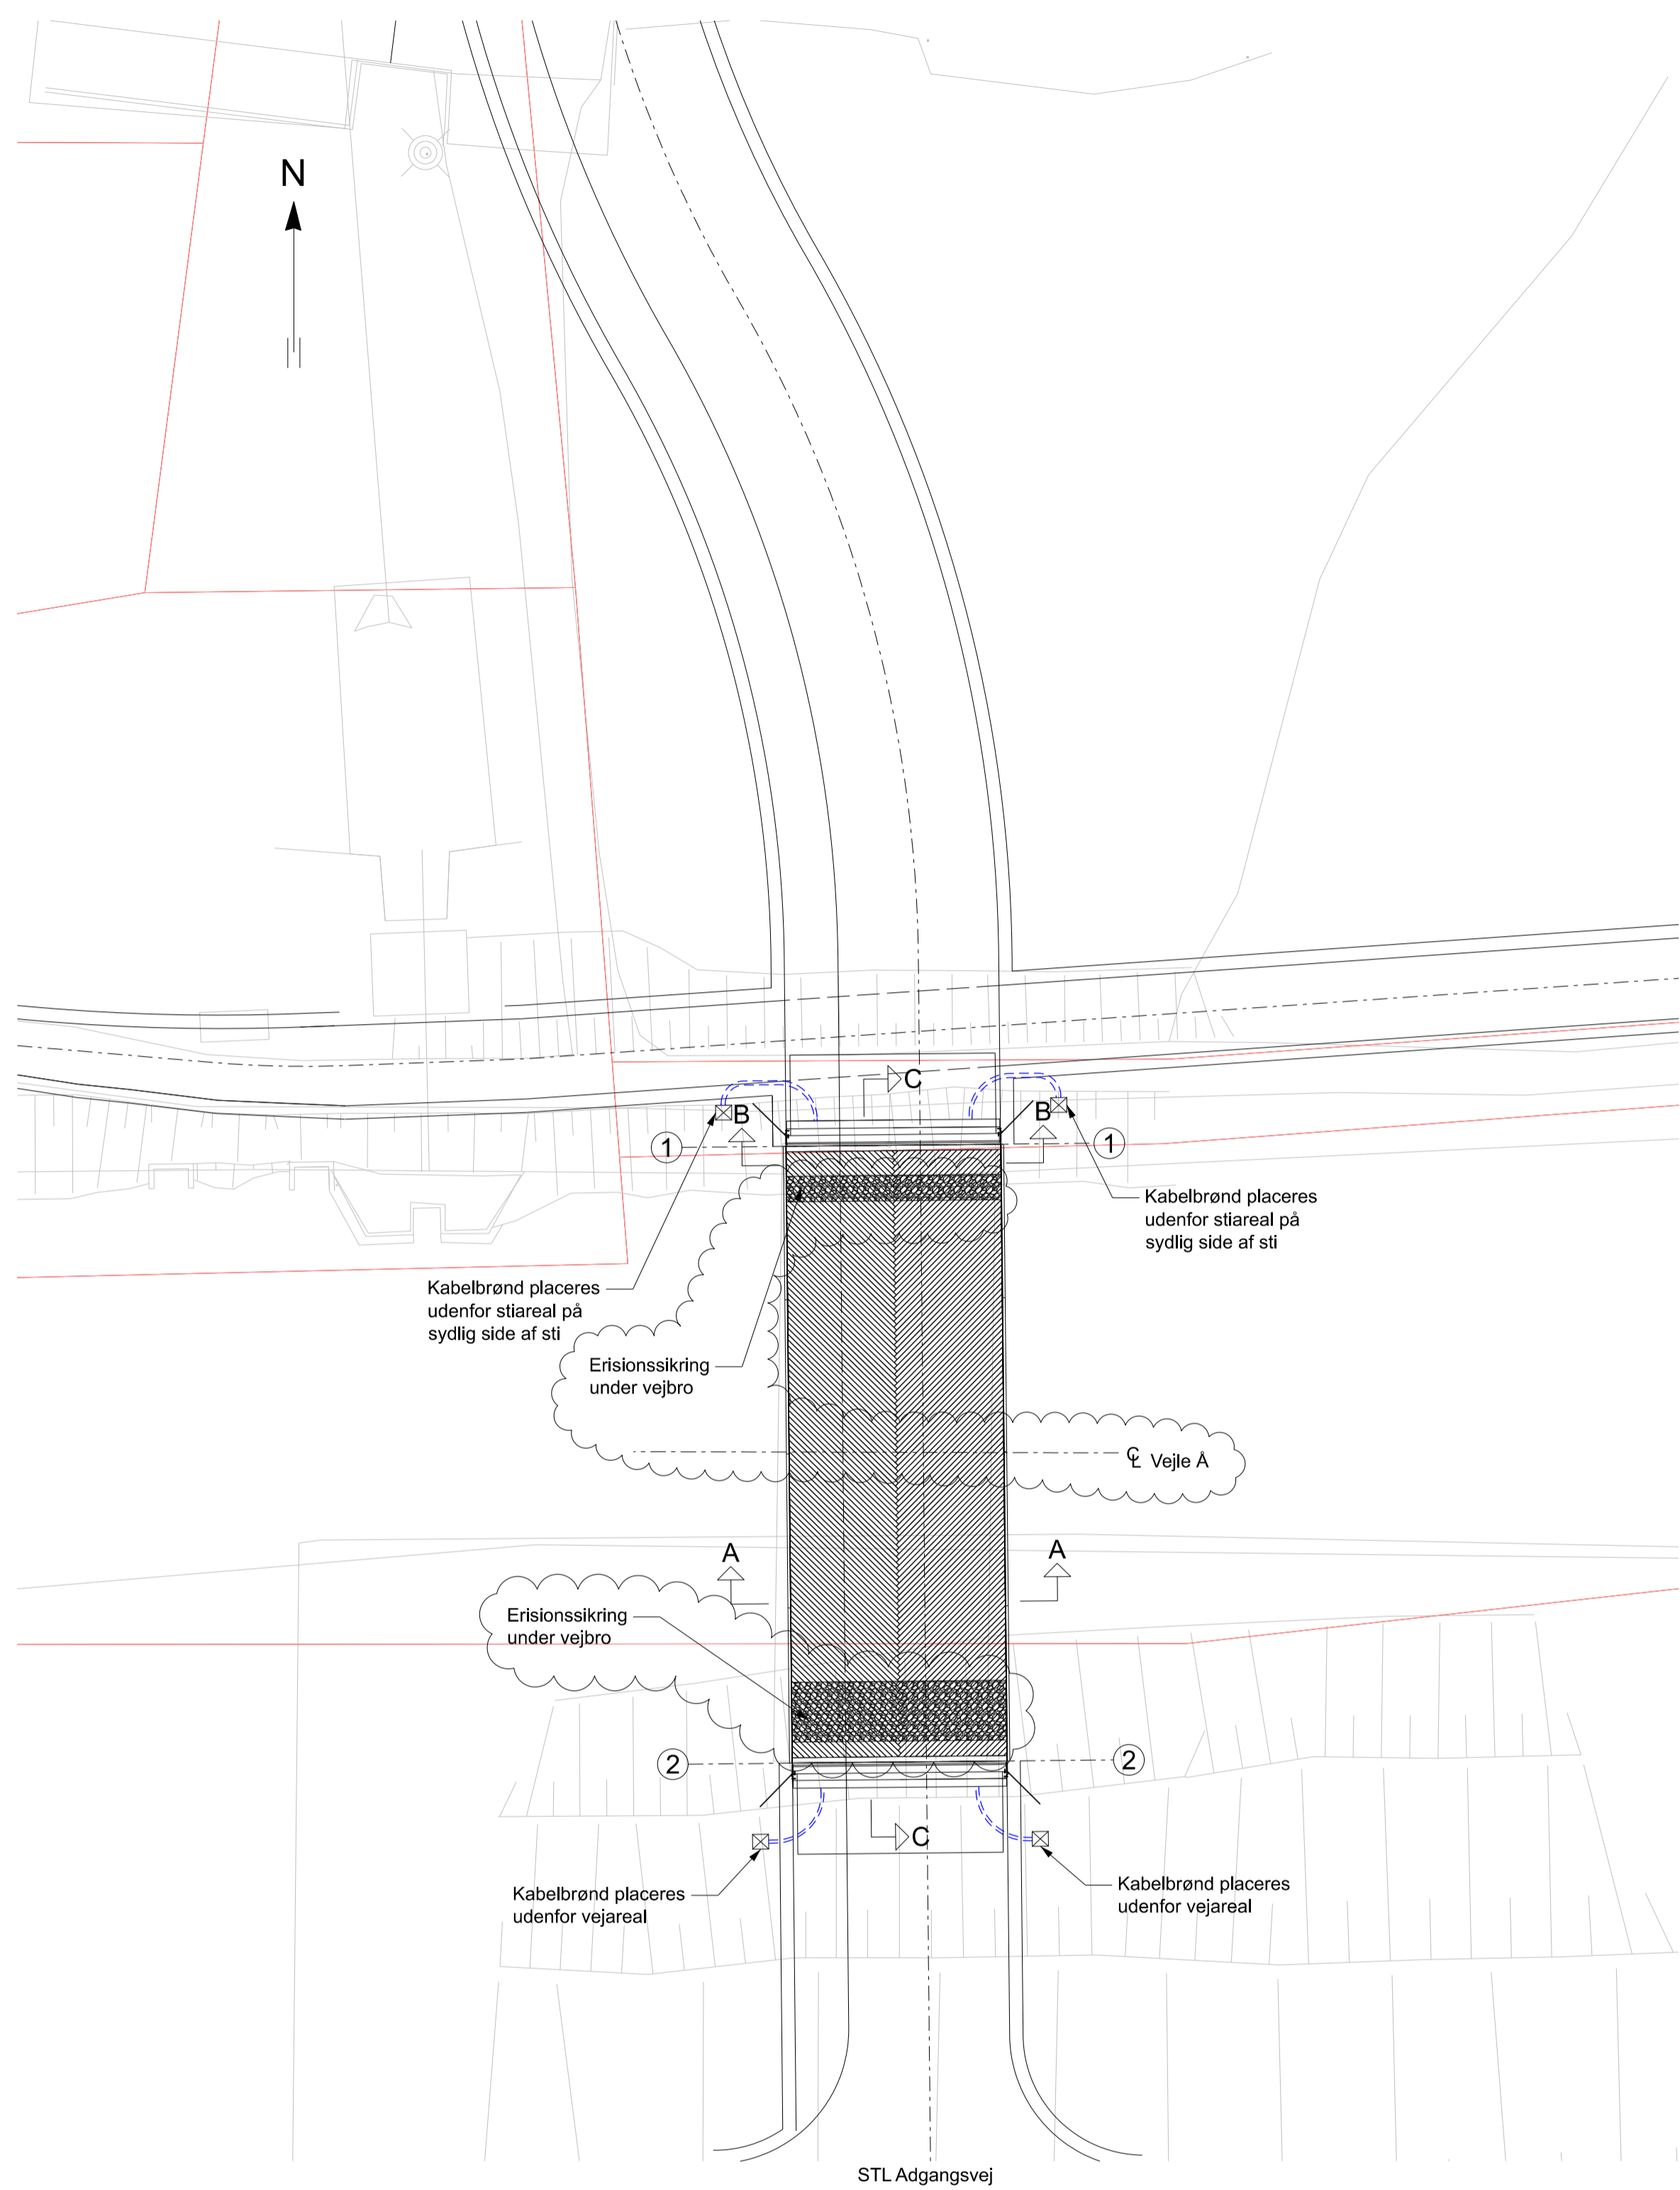 N
C
B
B
1
1
Kabelbrønd placeres
udenfor stiareal på
sydlig side af sti
Kabelbrønd placeres
udenfor stiareal på
sydlig side af sti
Erisionssikring
under vejbro
℄ Vejle Å
A
A
Erisionssikring
under vejbro
2
2
C
Kabelbrønd placeres
udenfor vejareal
Kabelbrønd placeres
udenfor vejareal
STL Adgangsvej